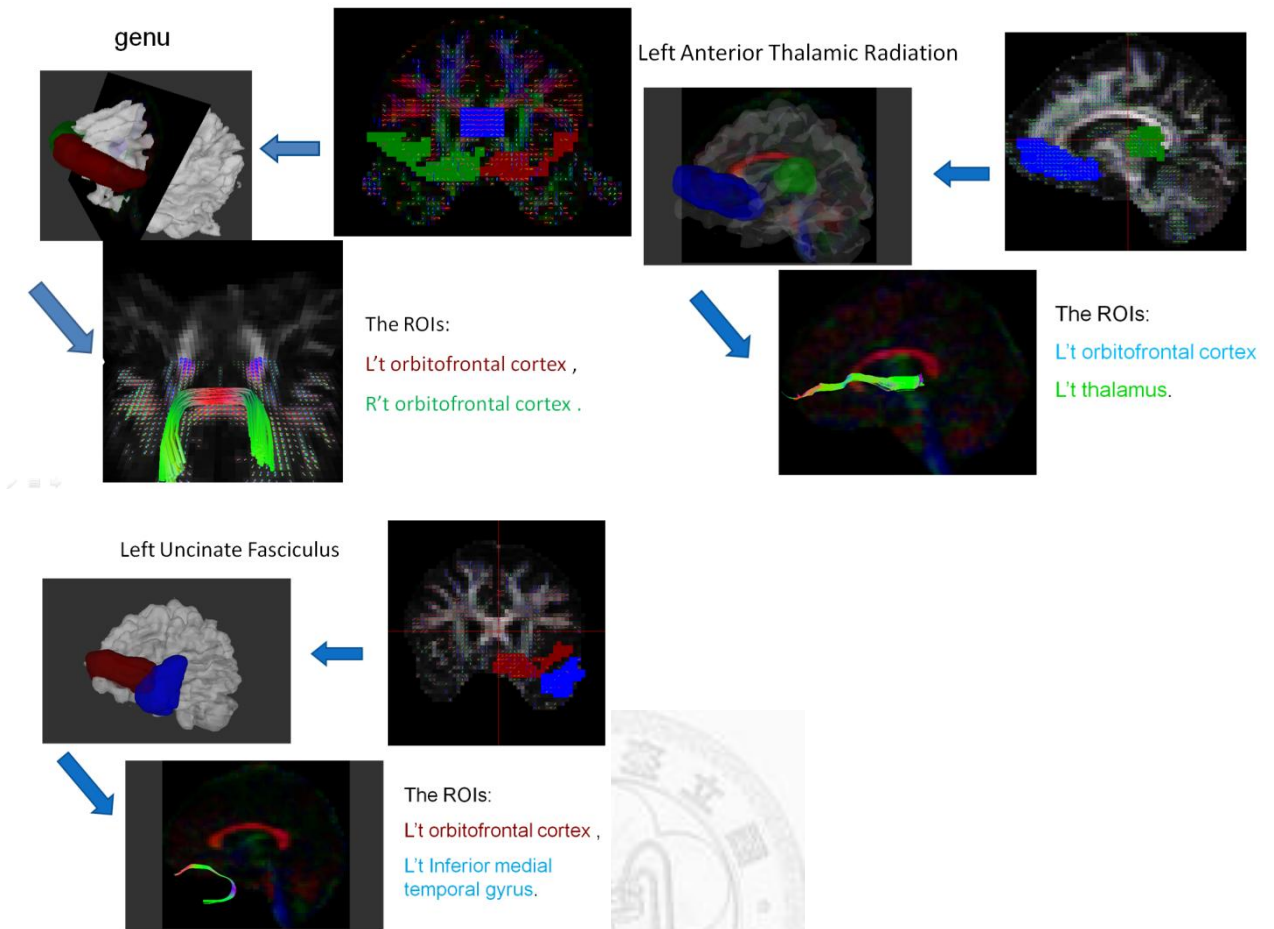 genu
The ROIs:
L't orbitofrontal cortex ,
R't orbitofrontal cortex .
Left Anterior Thalamic Radiation
The ROIs:
L't orbitofrontal cortex
L't thalamus.
Left Uncinate Fasciculus
The ROIs:
L't orbitofrontal cortex ,
L't Inferior medial
temporal gyrus.
立